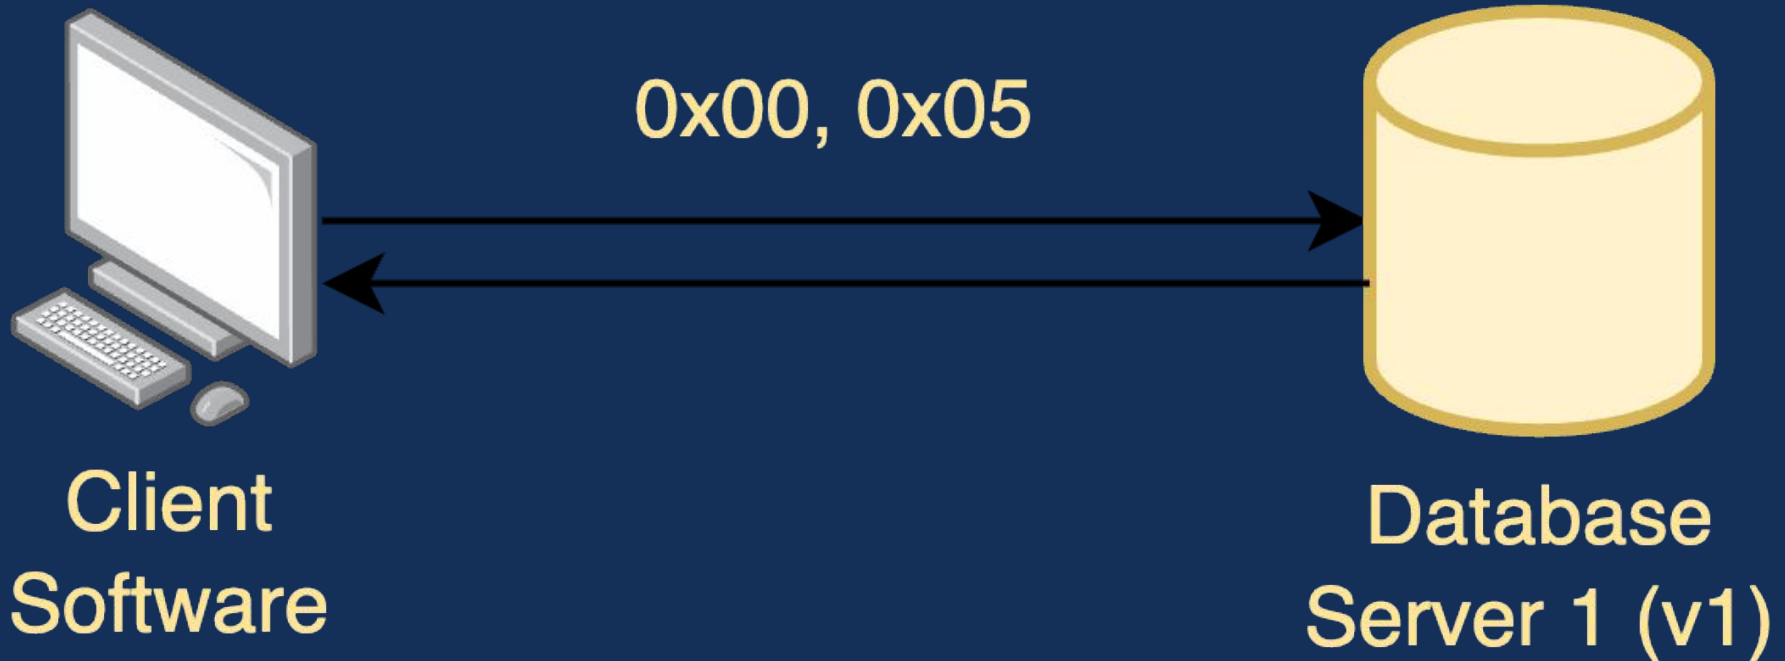 0x00, 0x05
Client
Software
Database
Server 1 (v1)